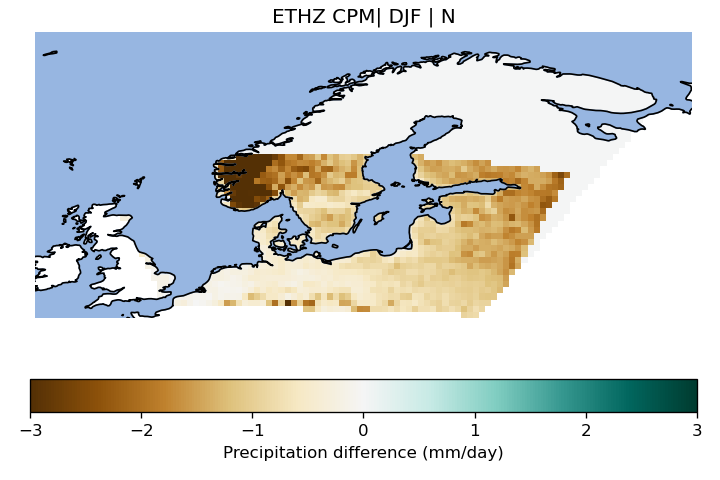 ETHZ CPM| DJF | N
−3 −2 −1 0 1 2 3
Precipitation difference (mm/day)